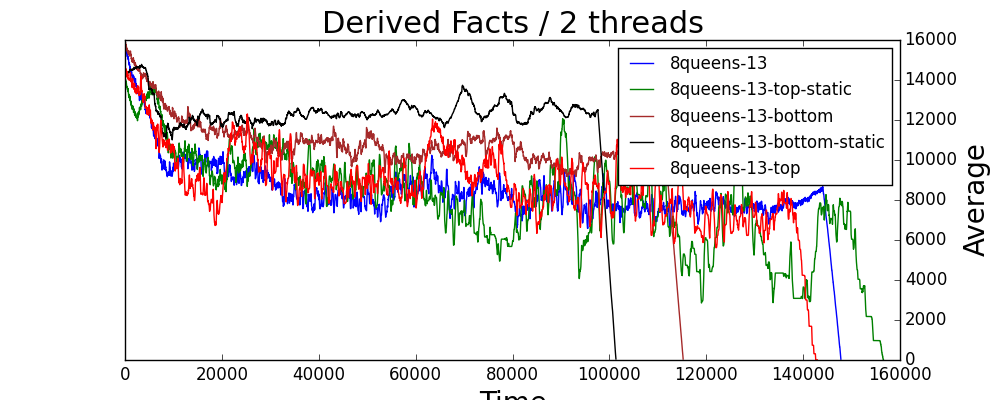 Derived Facts / 2 threads
8queens-13
8queens-13-top-static
8queens-13-bottom
8queens-13-bottom-static
8queens-13-top
16000
14000
12000
10000
8000
6000
4000
2000
0
Average
0 20000 40000 60000 80000 100000 120000 140000 160000
Time